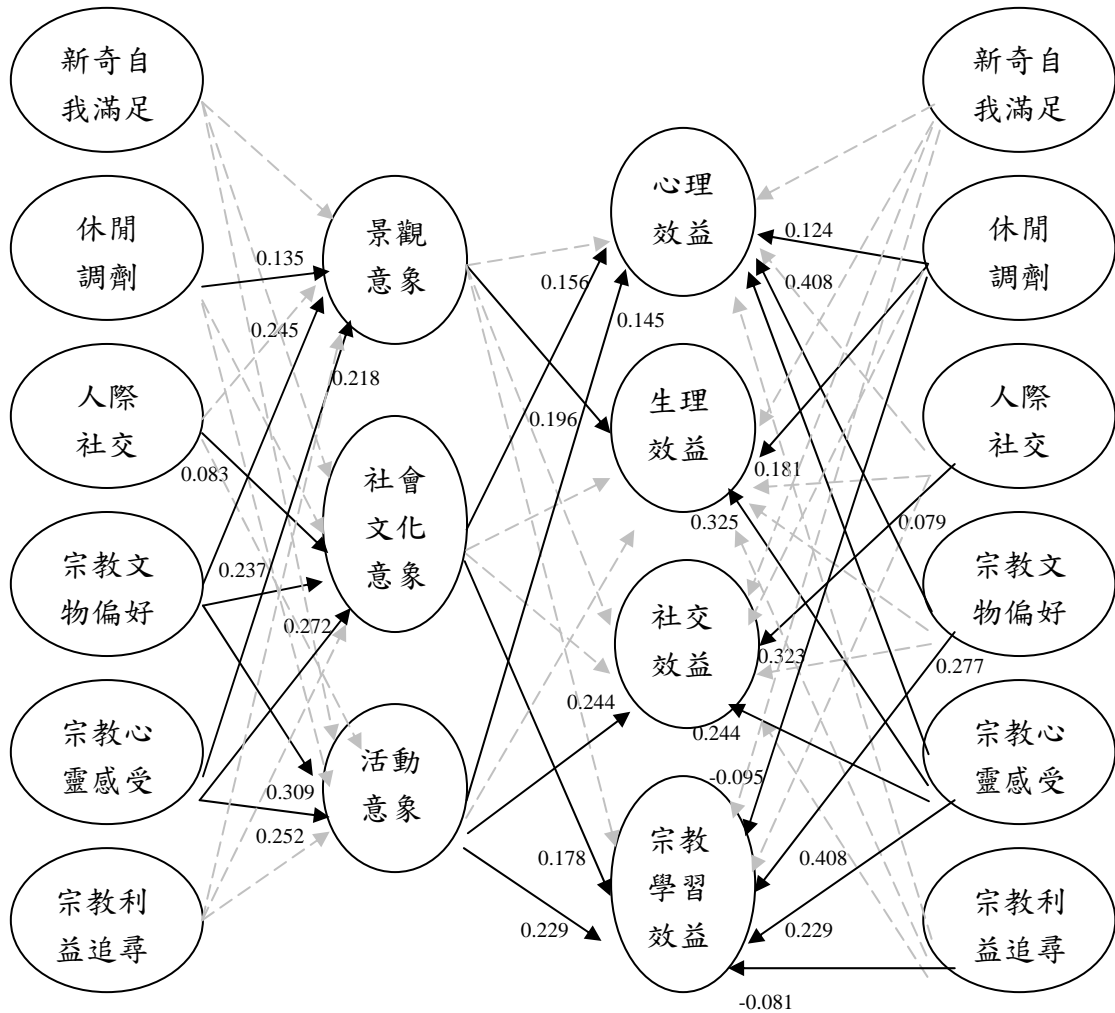 新奇自
我滿足
休閒
調劑
人際
社交
宗教文
物偏好
宗教心
靈感受
宗教利
益追尋
0.135
0.245
0.218
0.083
0.237
0.272
0.309
0.252
景觀
意象
社會
文化
意象
活動
意象
0.156
0.145
0.196
0.244
0.178
0.229
心理
效益
生理
效益
社交
效益
宗教
學習
效益
0.124
0.408
0.181
0.325
0.079
0.323
0.277
0.244
-0.095
0.408
0.229
-0.081
新奇自
我滿足
休閒
調劑
人際
社交
宗教文
物偏好
宗教心
靈感受
宗教利
益追尋